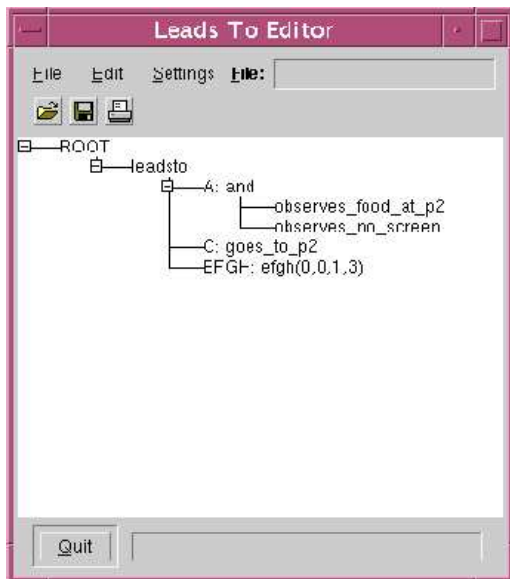 Leads To Editor
File Edit Settings File:
ROOT
leadsto
A: and
observes_food_at_p2
observes_no_screen
C: goes_to_p2
EFGH: efgh(0,0,1,3)
Quit